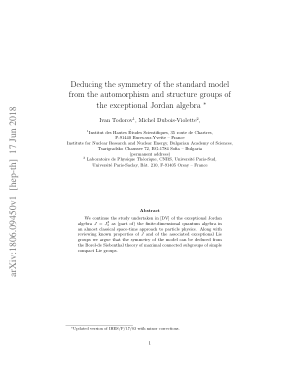 arXiv:1806.09450v1 [hep-th] 17 Jun 2018
Deducing the symmetry of the standard model
from the automorphism and structure groups of
the exceptional Jordan algebra *
Ivan Todorov¹, Michel Dubois-Violette²,
¹Institut des Hautes Études Scientifiques, 35 route de Chartres,
F-91440 Bures-sur-Yvette – France
Institute for Nuclear Research and Nuclear Energy, Bulgarian Academy of Sciences,
Tsarigradsko Chaussee 72, BG-1784 Sofia – Bulgaria
(permanent address)
² Laboratoire de Physique Théorique, CNRS, Université Paris-Sud,
Université Paris-Saclay, Bât. 210, F-91405 Orsay – France
Abstract
We continue the study undertaken in [DV] of the exceptional Jordan
algebra J = J₃⁸ as (part of) the finite-dimensional quantum algebra in
an almost classical space-time approach to particle physics. Along with
reviewing known properties of J and of the associated exceptional Lie
groups we argue that the symmetry of the model can be deduced from
the Borel-de Siebenthal theory of maximal connected subgroups of simple
compact Lie groups.
*Updated version of IHES/P/17/03 with minor corrections.
1